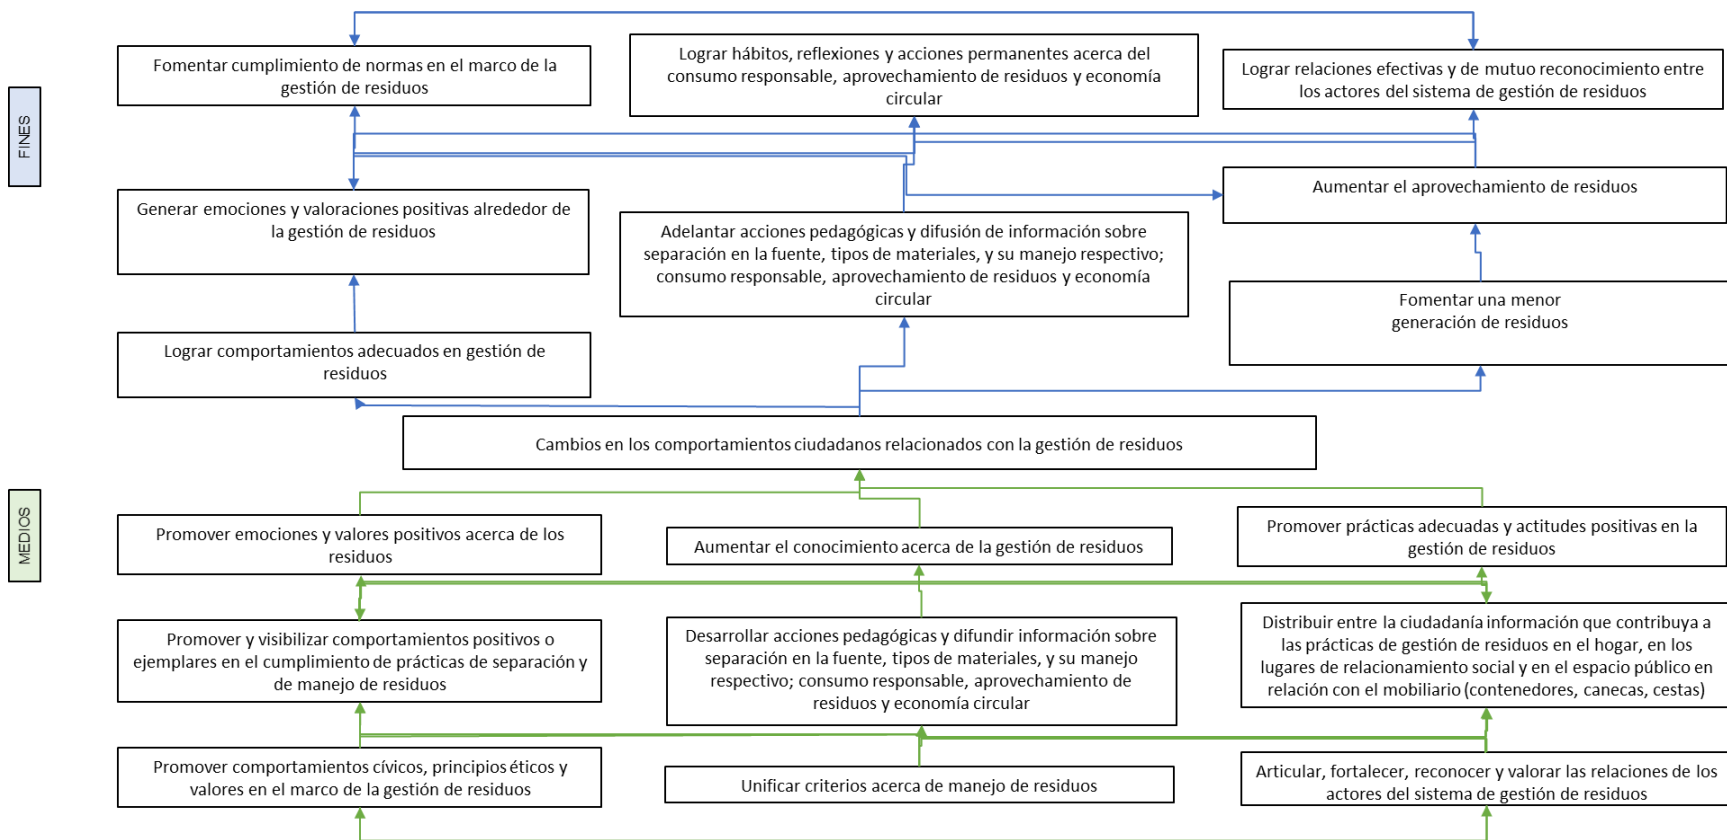 FINES
Fomentar cumplimiento de normas en el marco de la
gestión de residuos
Lograr hábitos, reflexiones y acciones permanentes acerca del
consumo responsable, aprovechamiento de residuos y economía
circular
Lograr relaciones efectivas y de mutuo reconocimiento entre
los actores del sistema de gestión de residuos
Generar emociones y valoraciones positivas alrededor de
la gestión de residuos
Adelantar acciones pedagógicas y difusión de información sobre
separación en la fuente, tipos de materiales, y su manejo respectivo;
consumo responsable, aprovechamiento de residuos y economía
circular
Aumentar el aprovechamiento de residuos
Fomentar una menor
generación de residuos
Lograr comportamientos adecuados en gestión de
residuos
Cambios en los comportamientos ciudadanos relacionados con la gestión de residuos
MEDIOS
Promover emociones y valores positivos acerca de los
residuos
Aumentar el conocimiento acerca de la gestión de residuos
Promover prácticas adecuadas y actitudes positivas en la
gestión de residuos
Promover y visibilizar comportamientos positivos o
ejemplares en el cumplimiento de prácticas de separación y
de manejo de residuos
Desarrollar acciones pedagógicas y difundir información sobre
separación en la fuente, tipos de materiales, y su manejo
respectivo; consumo responsable, aprovechamiento de
residuos y economía circular
Distribuir entre la ciudadanía información que contribuya a
las prácticas de gestión de residuos en el hogar, en los
lugares de relacionamiento social y en el espacio público en
relación con el mobiliario (contenedores, canecas, cestas)
Promover comportamientos cívicos, principios éticos y
valores en el marco de la gestión de residuos
Unificar criterios acerca de manejo de residuos
Articular, fortalecer, reconocer y valorar las relaciones de los
actores del sistema de gestión de residuos